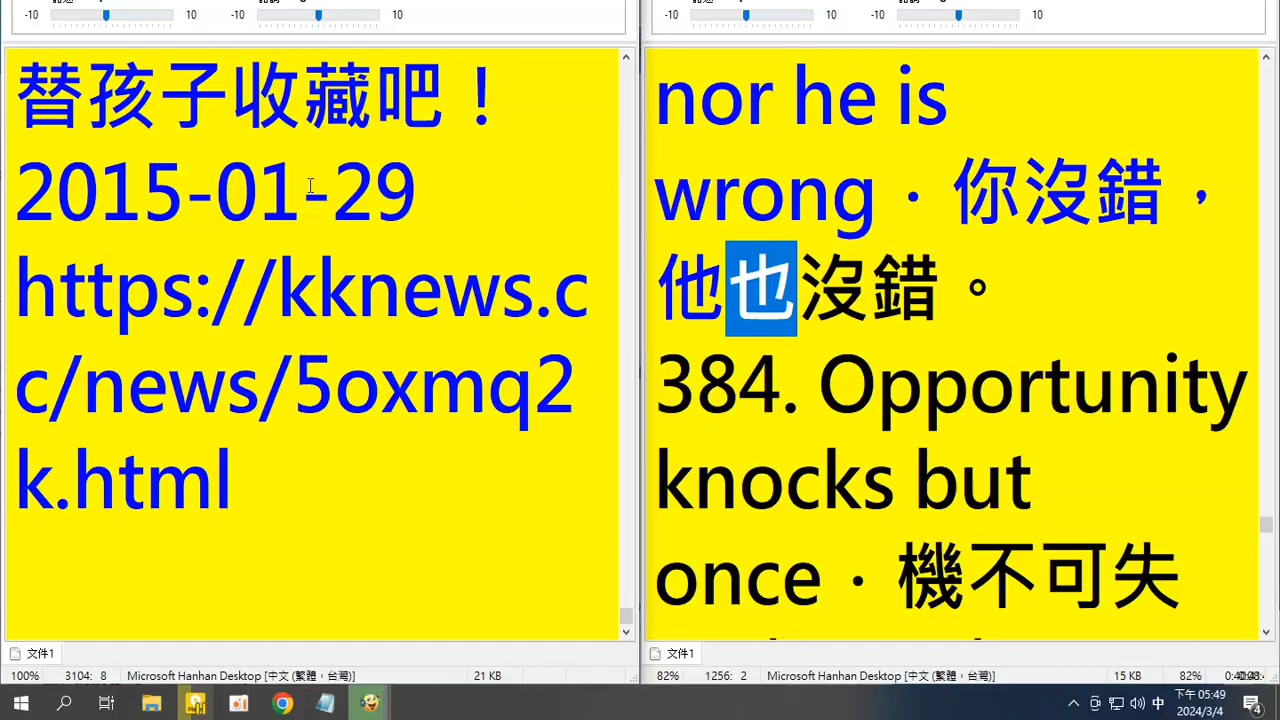 -10 10 -10 10
-10 10 -10 10
替孩子收藏吧！
2015-01-29
https://kknews.c
c/news/5oxmq2
k.html
nor he is
wrong．你沒錯，
他也沒錯。
384. Opportunity
knocks but
once．機不可失
文件1
文件1
100% 3104: 8 Microsoft Hanhan Desktop [中文 (繁體，台灣)] 21 KB
82% 1256: 2 Microsoft Hanhan Desktop [中文 (繁體，台灣)] 15 KB 82%
中
下午 05:49
2024/3/4
4